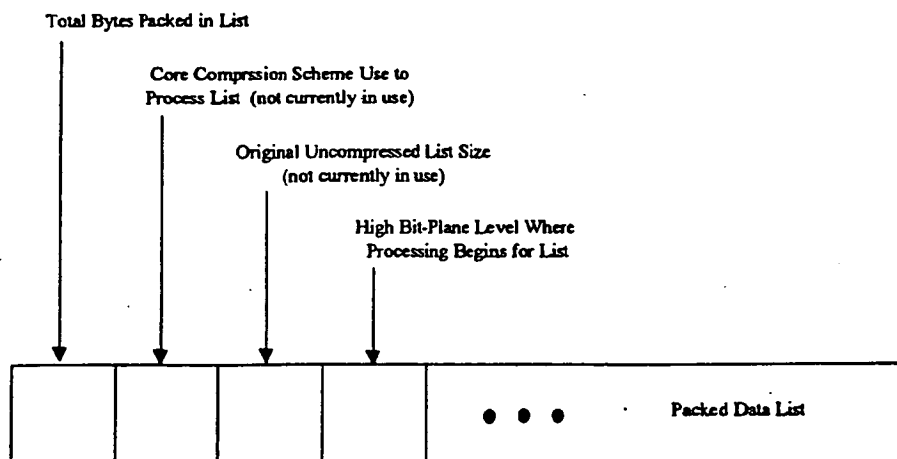 Total Bytes Packed in List
Core Comprssion Scheme Use to
Process List (not currently in use)
Original Uncompressed List Size
(not currently in use)
High Bit-Plane Level Where
Processing Begins for List
Packed Data List